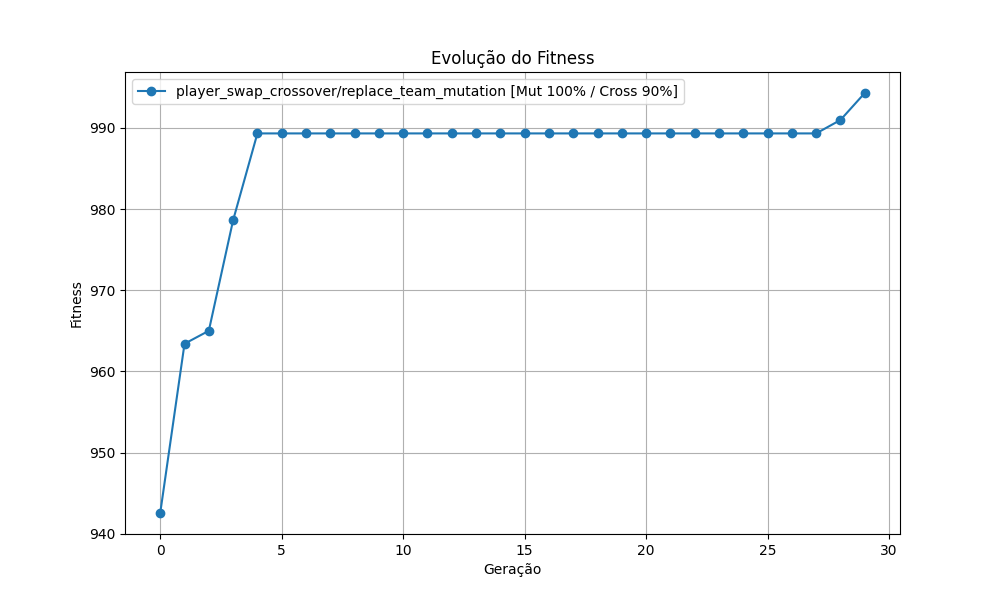 Evolução do Fitness
player_swap_crossover/replace_team_mutation [Mut 100% / Cross 90%]
Fitness
990
980
970
960
950
940
0 5 10 15 20 25 30
Geração